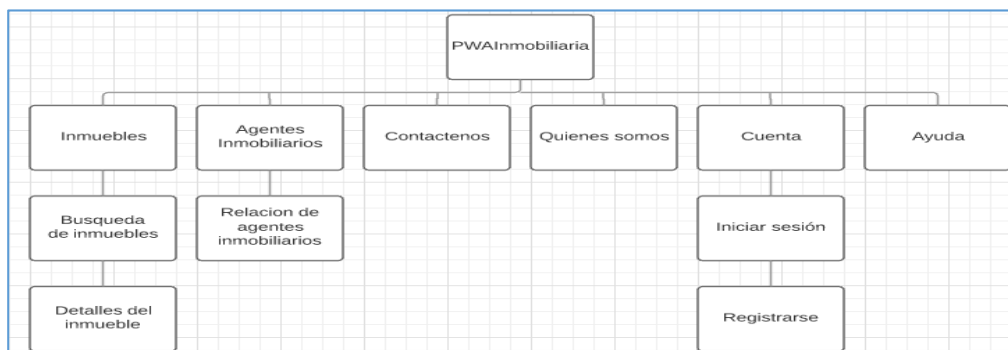 PWAInmobiliaria
Inmuebles
Agentes
Inmobiliarios
Contactenos
Quienes somos
Cuenta
Ayuda
Busqueda
de inmuebles
Relacion de
agentes
inmobiliarios
Iniciar sesión
Detalles del
inmueble
Registrarse